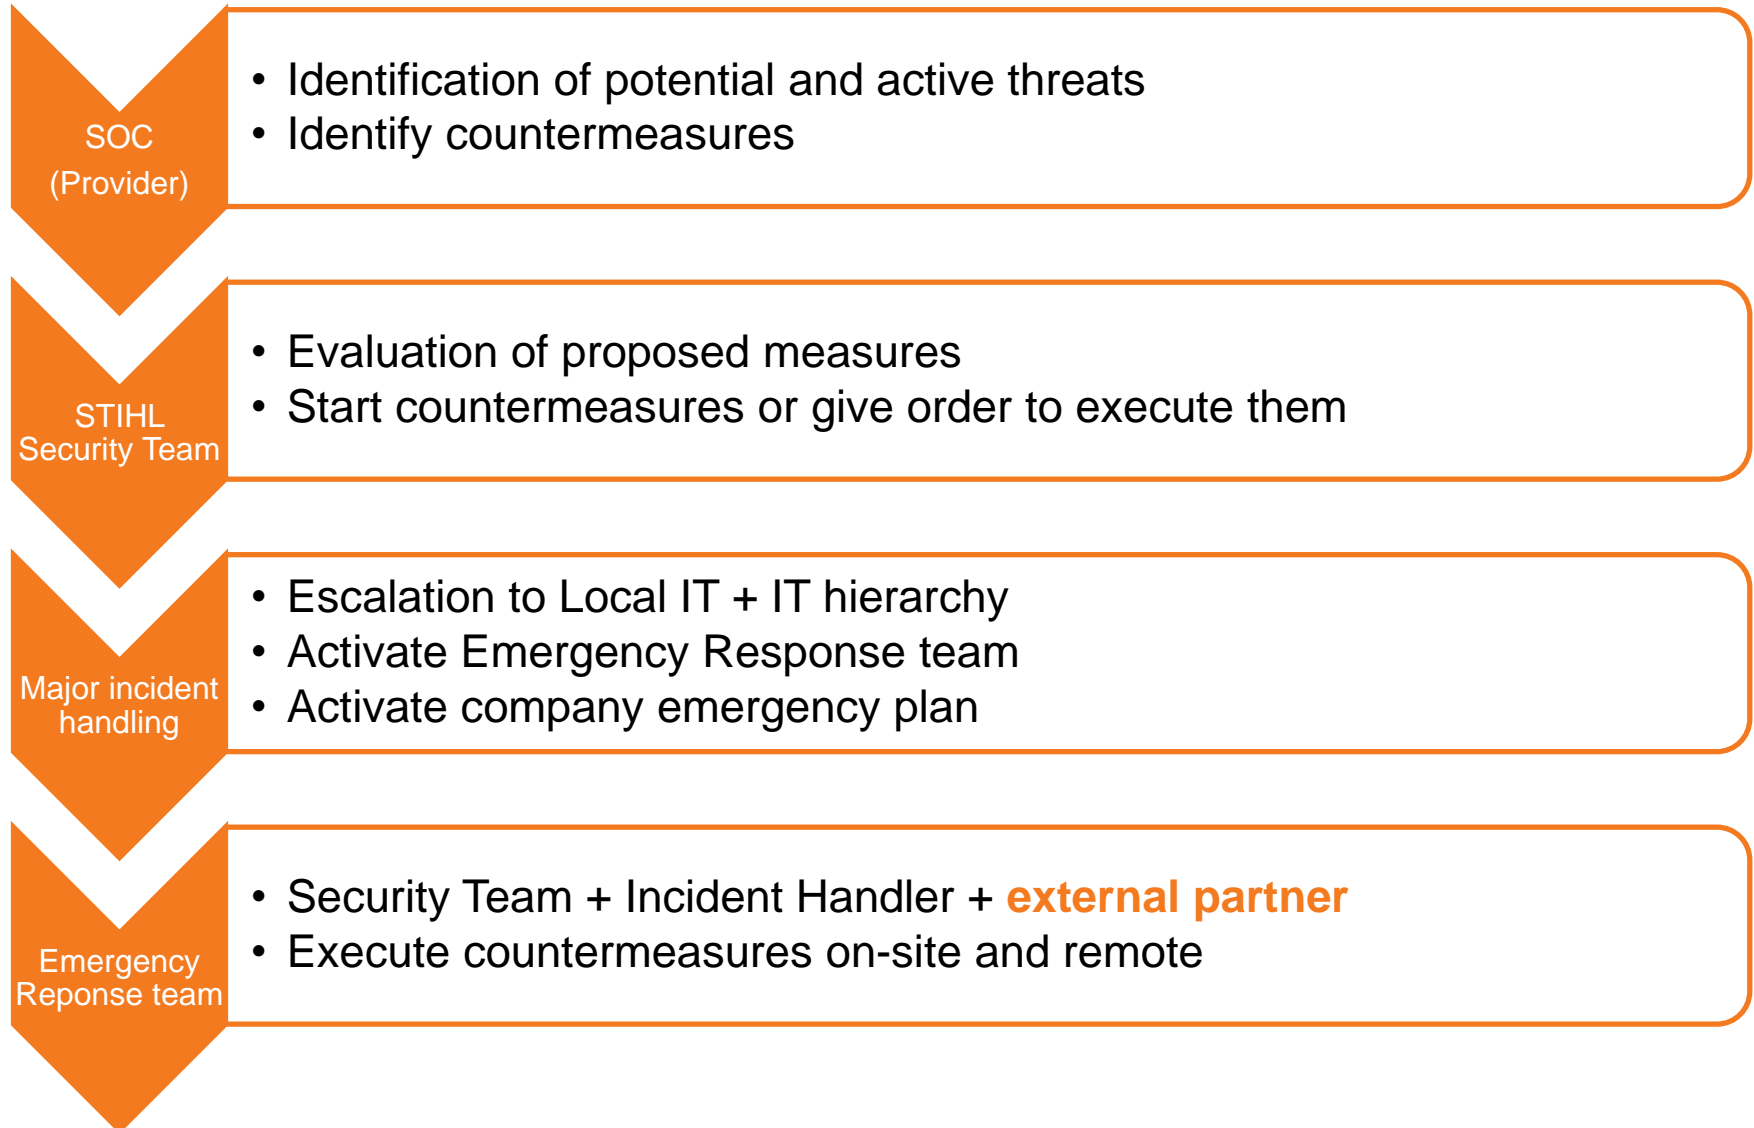 SOC
(Provider)
• Identification of potential and active threats
• Identify countermeasures
STIHL
Security Team
• Evaluation of proposed measures
• Start countermeasures or give order to execute them
Major incident
handling
• Escalation to Local IT + IT hierarchy
• Activate Emergency Response team
• Activate company emergency plan
Emergency
Reponse team
• Security Team + Incident Handler + external partner
• Execute countermeasures on-site and remote